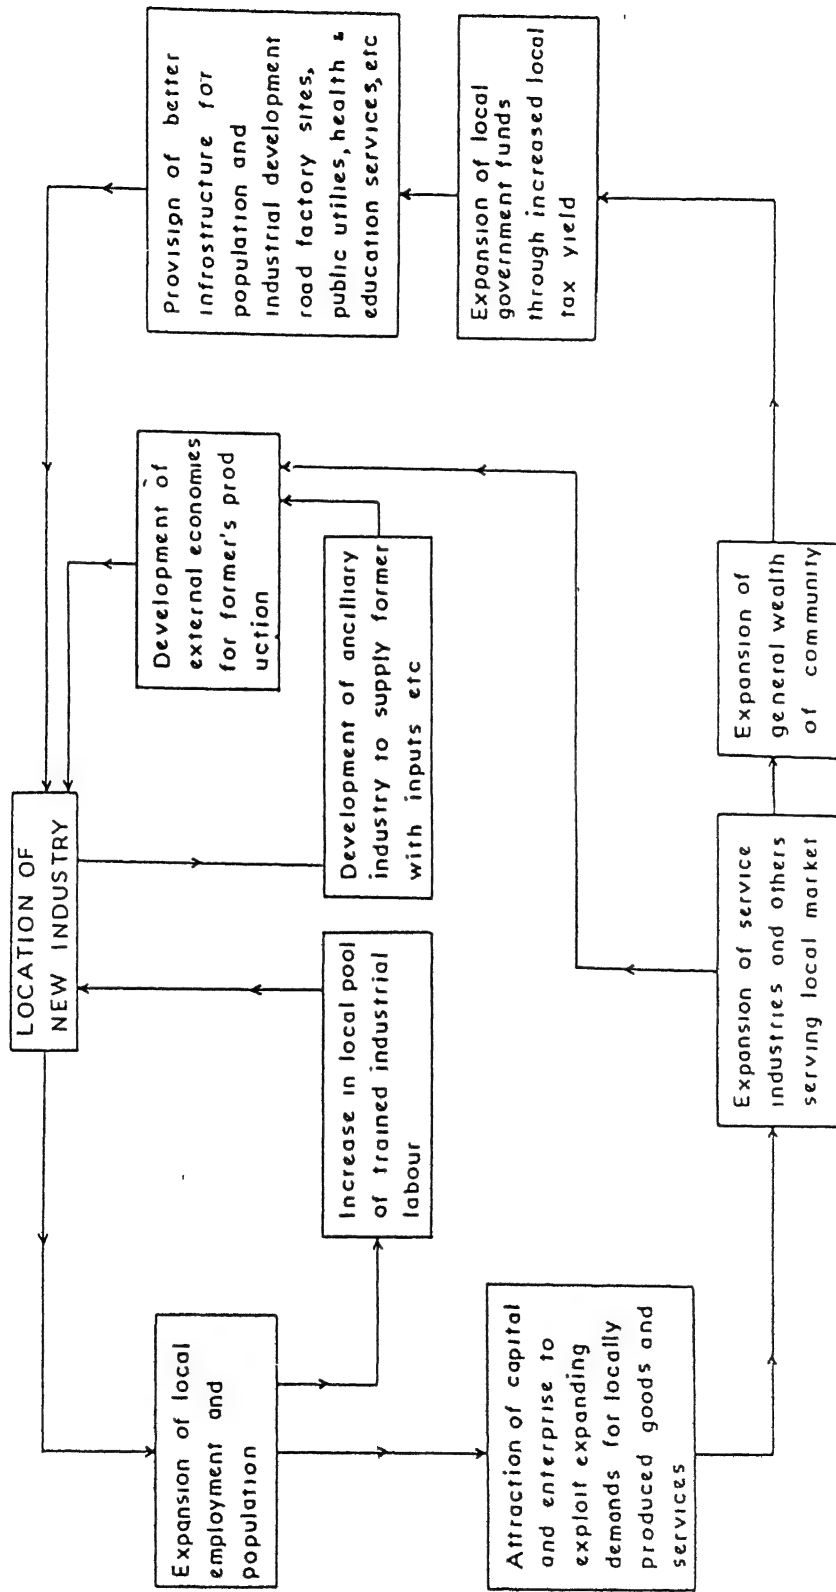 LOCATION OF
NEW INDUSTRY
Expansion of local
employment and
population
Increase in local pool
of trained industrial
labour
Development of ancilliary
industry to supply former
with inputs etc
Development of
external economies
for former's prod
uction
Provision of better
infrostructure for
population and
industrial development
road factory sites,
public utilies, health &
education services, etc
Attraction of capital
and enterprise to
exploit expanding
demands for locally
produced goods and
services
Expansion of service
industries and others
serving local market
Expansion of
general wealth
of community
Expansion of local
government funds
through increased local
tax yield